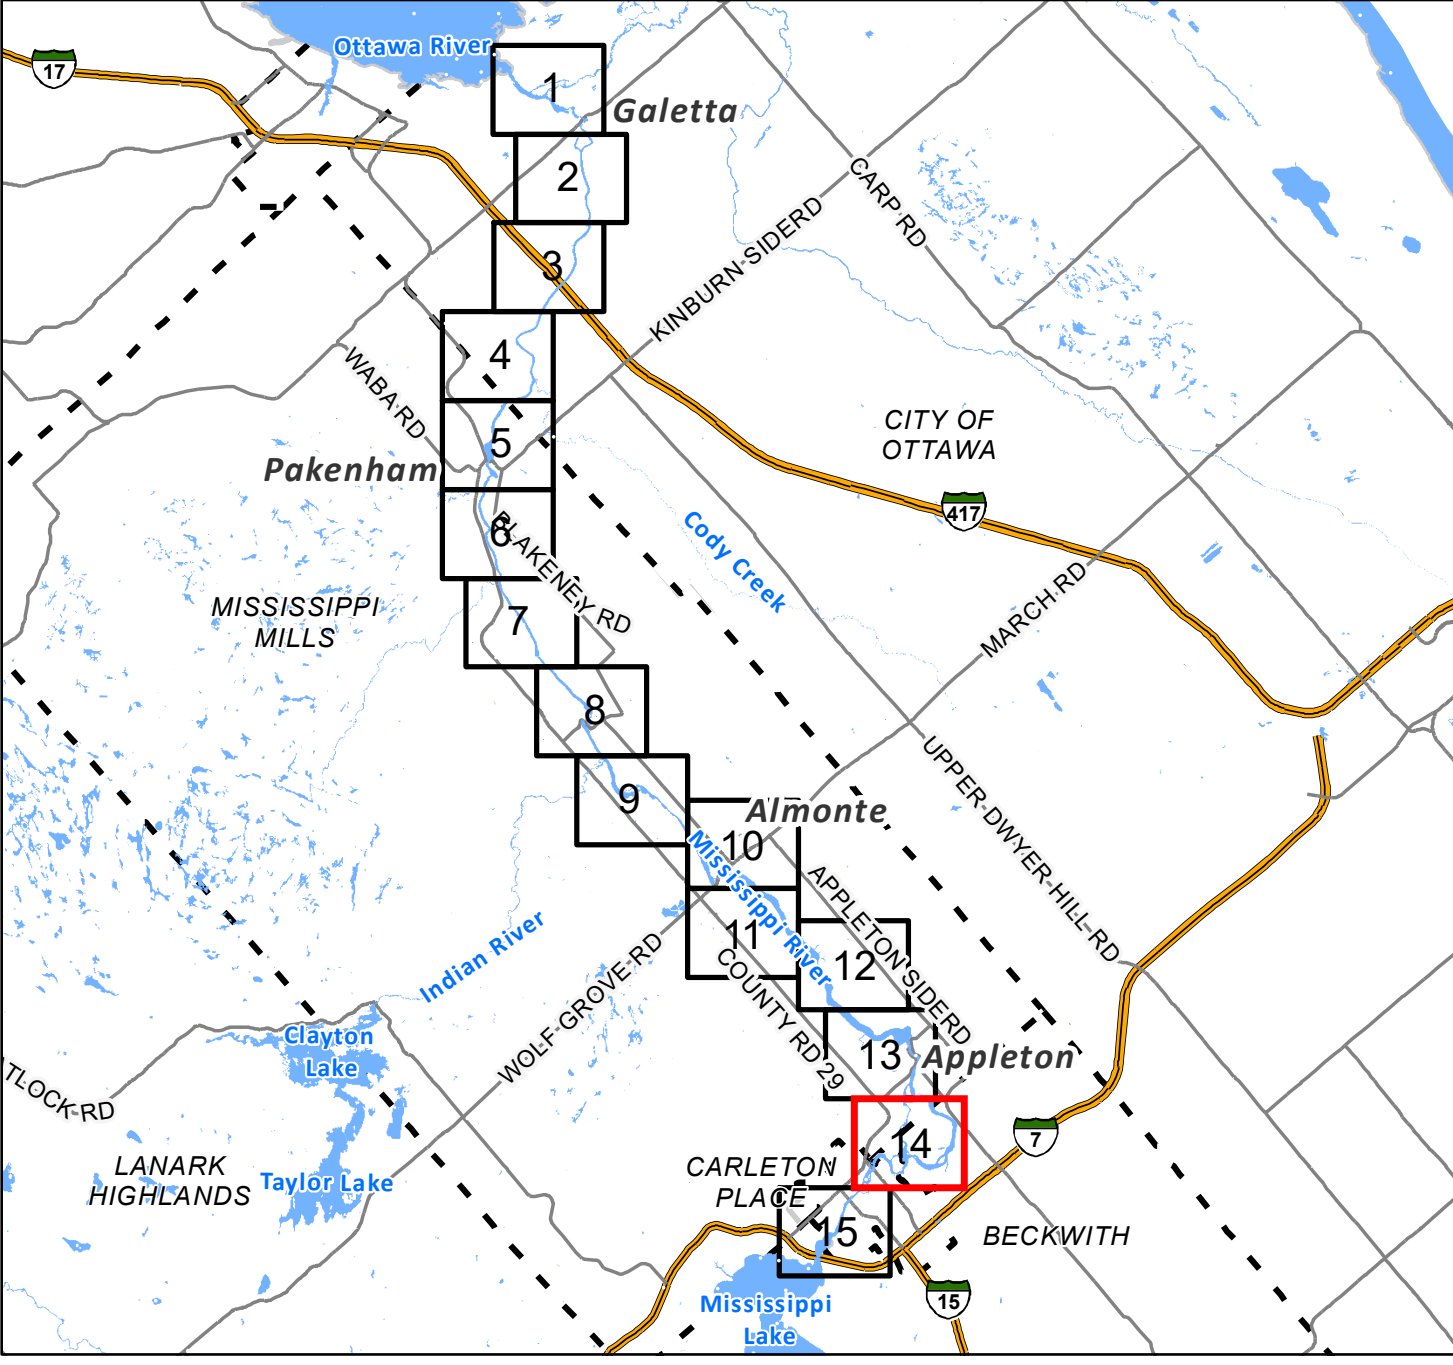 Ottawa River
17
1
Galetta
2
CARP RD
KINBURN SIDERD
3
4
WABA RD
CITY OF
OTTAWA
5
Pakenham
417
6
BLAKENEY RD
Cody Creek
MISSISSIPPI
MILLS
7
MARCH RD
8
UPPER DWYER HILL RD
9
Almonte
10
Mississippi River
APPLETON SIDERD
11
12
Indian River
WOLF GROVE RD
COUNTY RD 29
Clayton
Lake
13
Appleton
TLOCK RD
7
14
LANARK
HIGHLANDS
Taylor Lake
CARLETON
PLACE
15
BECKWITH
15
Mississippi
Lake